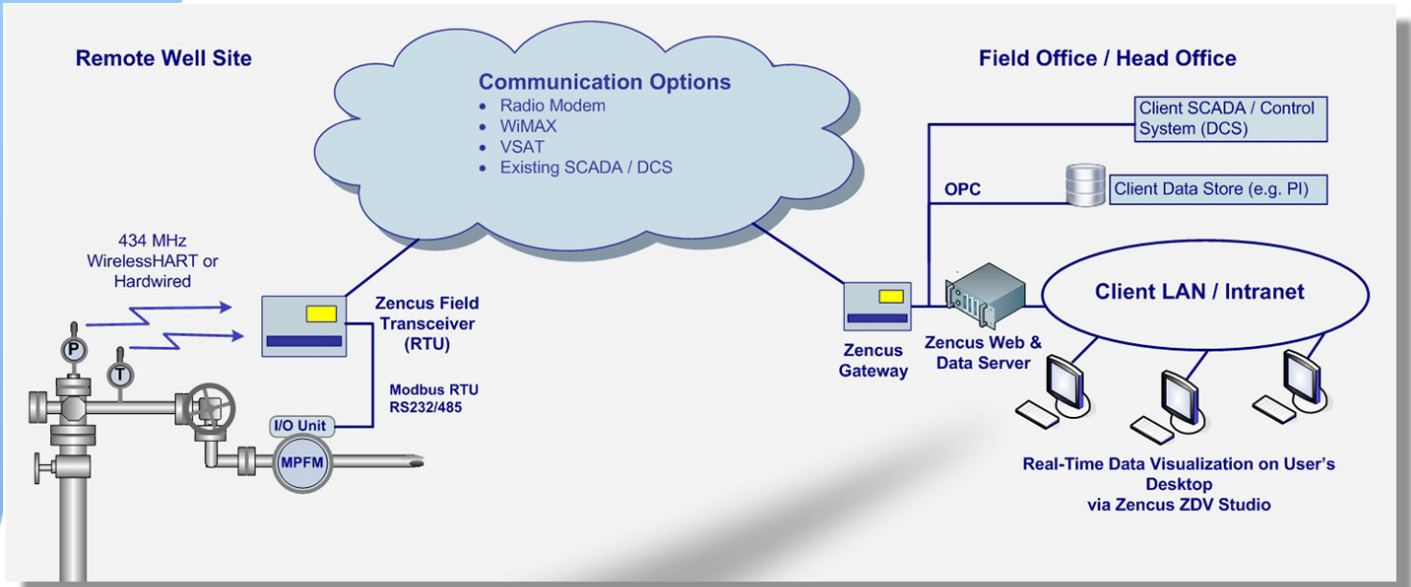 Remote Well Site
Communication Options
• Radio Modem
• WiMAX
• VSAT
• Existing SCADA / DCS
Field Office / Head Office
Client SCADA / Control
System (DCS)
OPC
Client Data Store (e.g. PI)
434 MHz
WirelessHART or
Hardwired
P
T
Zencus Field
Transceiver
(RTU)
Modbus RTU
RS232/485
I/O Unit
MPFM
Zencus
Gateway
Zencus Web &
Data Server
Client LAN / Intranet
Real-Time Data Visualization on User's
Desktop
via Zencus ZDV Studio